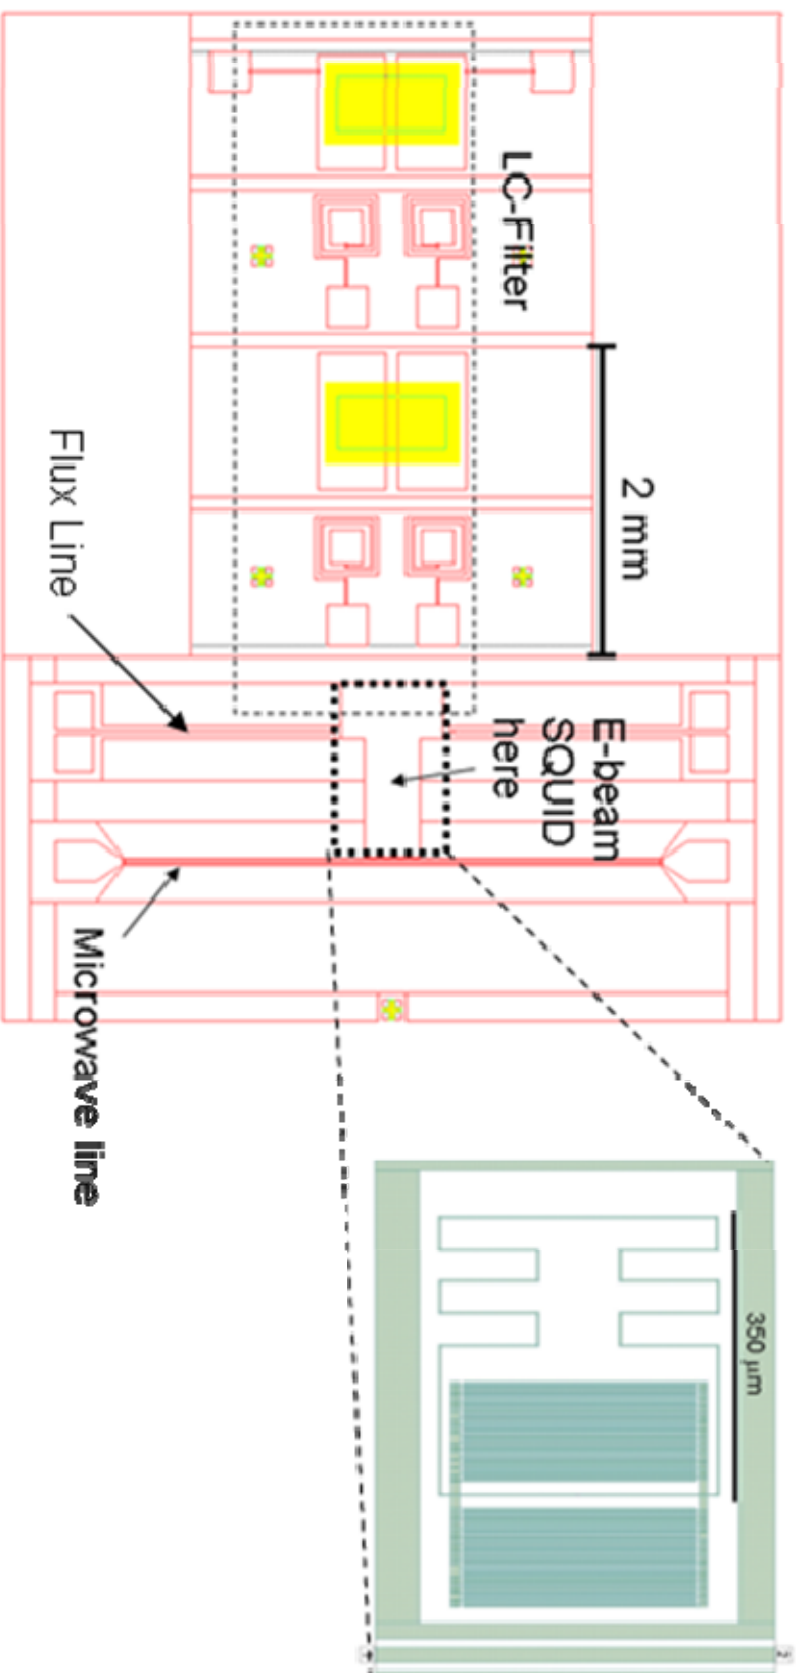 LC-Filter
2 mm
Flux Line
E-beam
SQUID
here
Microwave line
350 μm